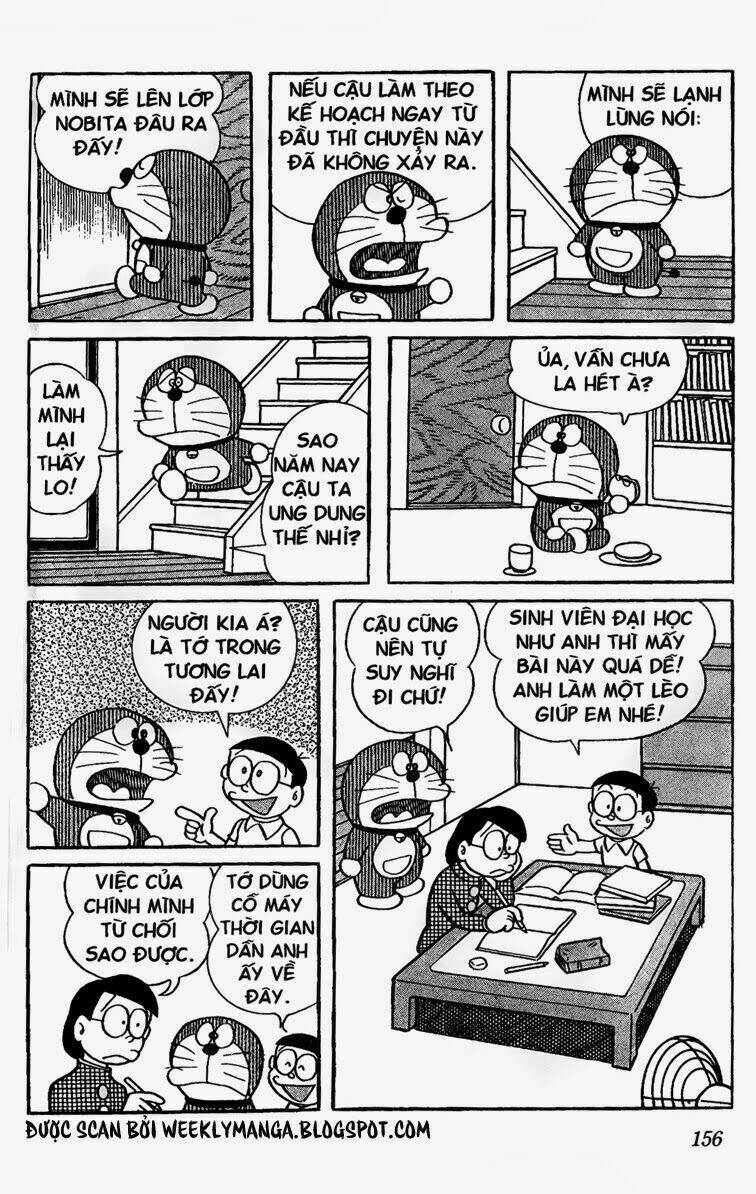 MÌNH SẼ LẠNH
LÙNG NÓI:
NẾU CẬU LÀM THEO
KẾ HOẠCH NGAY TỪ
ĐẦU THÌ CHUYỆN NÀY
ĐÃ KHÔNG XẢY RA.
MÌNH SẼ LÊN LỚP
NOBITA ĐÂU RA
ĐẤY!
ỦA, VẪN CHƯA
LA HÉT À?
SAO
NĂM NAY
CẬU TA
UNG DUNG
THẾ NHỈ?
LÀM
MÌNH
LẠI
THẤY
LO!
SINH VIÊN ĐẠI HỌC
NHƯ ANH THÌ MẤY
BÀI NÀY QUÁ DỄ!
ANH LÀM MỘT LÈO
GIÚP EM NHÉ!
CẬU CŨNG
NÊN TỰ
SUY NGHĨ
ĐI CHỨ!
NGƯỜI KIA Á?
LÀ TỚ TRONG
TƯƠNG LAI
ĐẤY!
TỚ DÙNG
CỖ MÁY
THỜI GIAN
DẪN ANH
ẤY VỀ
ĐÂY.
VIỆC CỦA
CHÍNH MÌNH
TỪ CHỐI
SAO ĐƯỢC.
ĐƯỢC SCAN BỞI WEEKLYMANGA.BLOGSPOT.COM
156